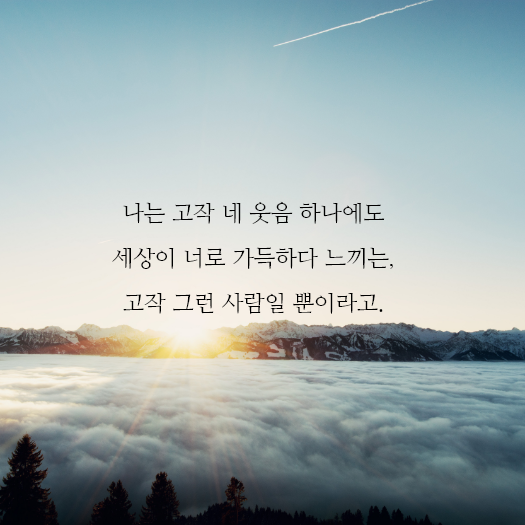 나는 고작 네 웃음 하나에도
세상이 너로 가득하다 느끼는,
고작 그런 사람일 뿐이라고.